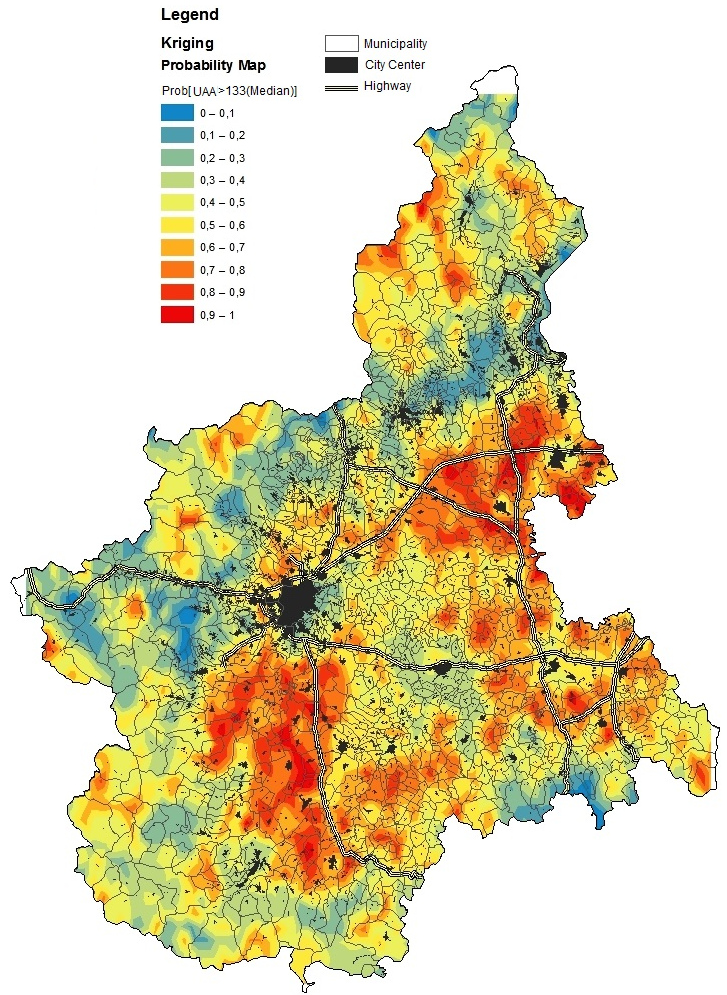 Legend
Kriging
Probability Map
Prob[UAA>133(Median)]
0 – 0,1
0,1 – 0,2
0,2 – 0,3
0,3 – 0,4
0,4 – 0,5
0,5 – 0,6
0,6 – 0,7
0,7 – 0,8
0,8 – 0,9
0,9 – 1
Municipality
City Center
Highway